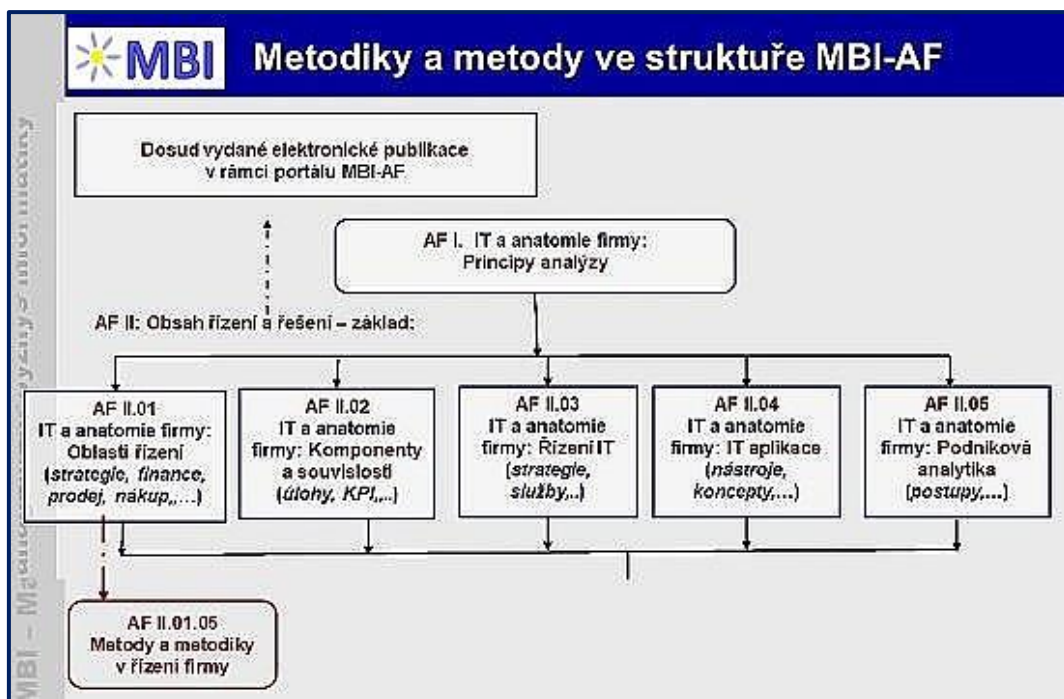 MBI
Metodiky a metody ve struktuře MBI-AF
Dosud vydané elektronické publikace
v rámci portálu MBI-AF
AF I. IT a anatomie firmy:
Principy analýzy
AF II: Obsah řízení a řešení – základ:
AF II.01
IT a anatomie firmy:
Oblasti řízení
(strategie, finance,
prodej, nákup,,…)
AF II.02
IT a anatomie
firmy: Komponenty
a souvislosti
(úlohy, KPI,,..)
AF II.03
IT a anatomie
firmy: Řízení IT
(strategie,
služby,..)
AF II.04
IT a anatomie
firmy: IT aplikace
(nástroje,
koncepty,…)
AF II.05
IT a anatomie
firmy: Podniková
analytika
(postupy,…)
AF II.01.05
Metody a metodiky
v řízení firmy
MBI –